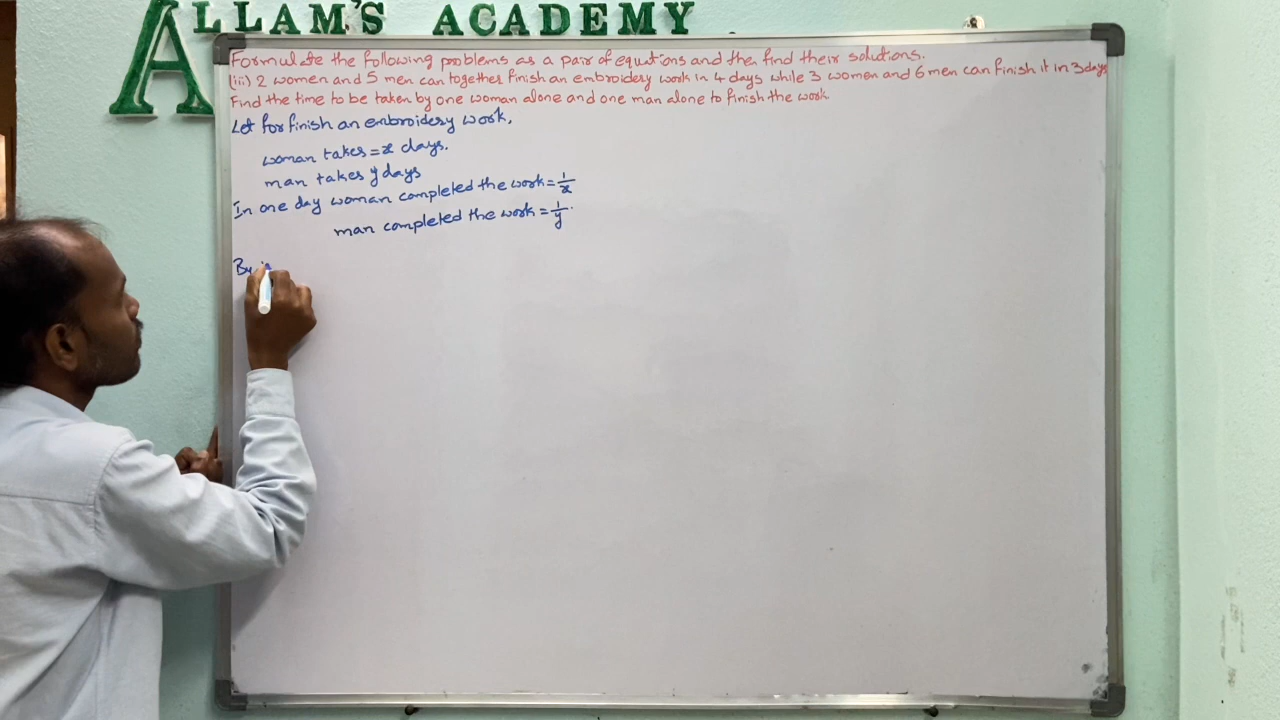 ALLAM'S ACADEMY
Formulate the following problems as a pair of equations and then find their solutions.
(iii) 2 women and 5 men can together finish an embroidery work in 4 days while 3 women and 6 men can finish it in 3 days
Find the time to be taken by one woman alone and one man alone to finish the work
Let for finish an embroidery work,
woman takes = x days.
man takes y days
In one day woman completed the work = 1/x
man completed the work = 1/y.
By